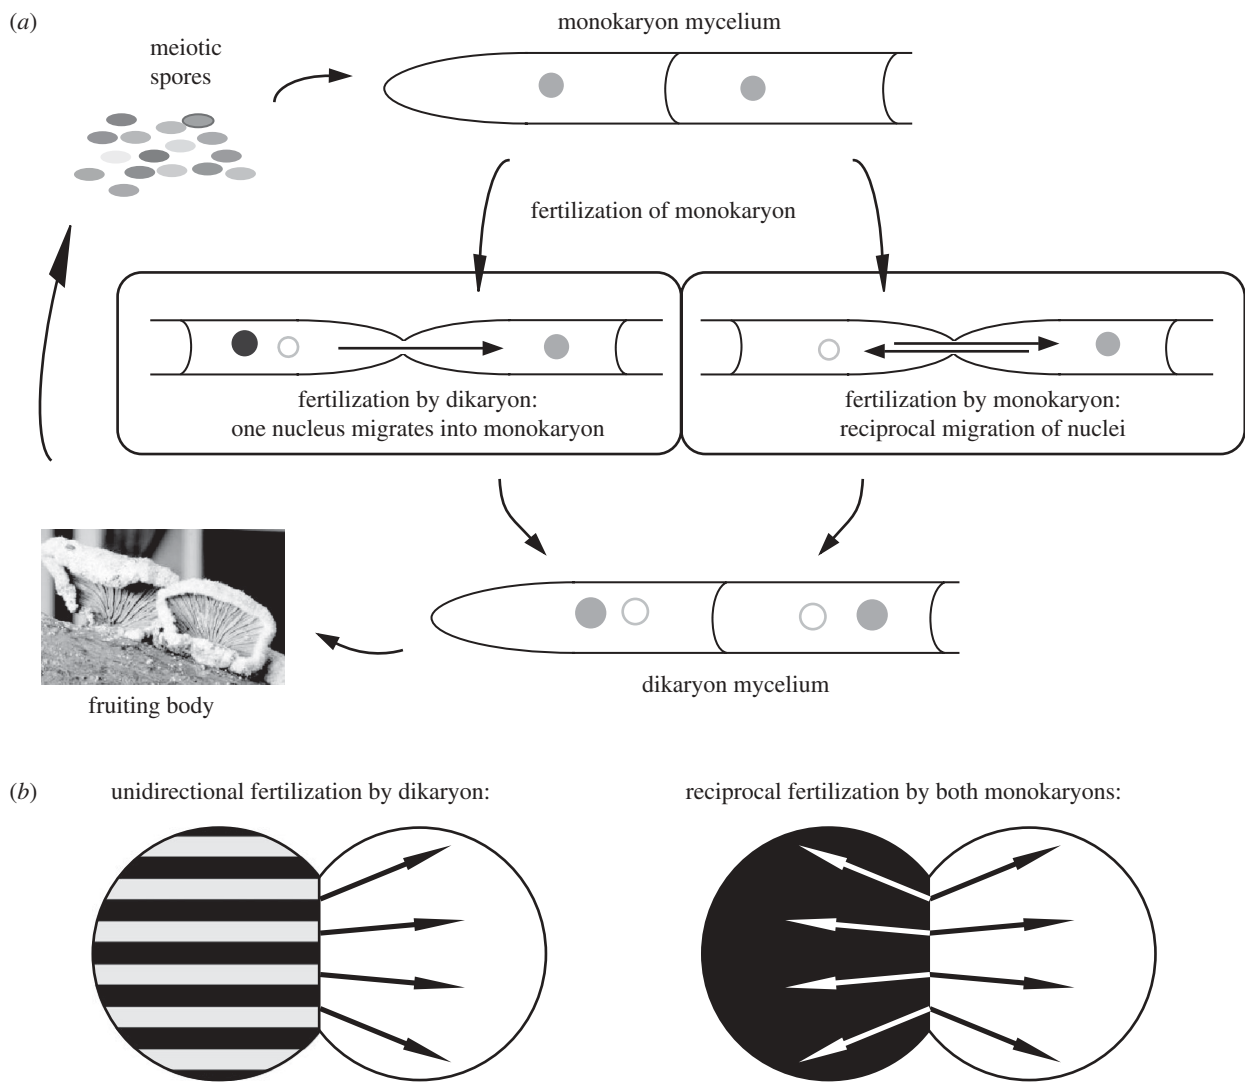 (a)
monokaryon mycelium
meiotic
spores
fertilization of monokaryon
fertilization by dikaryon:
one nucleus migrates into monokaryon
fertilization by monokaryon:
reciprocal migration of nuclei
dikaryon mycelium
fruiting body
(b)
unidirectional fertilization by dikaryon:
reciprocal fertilization by both monokaryons: